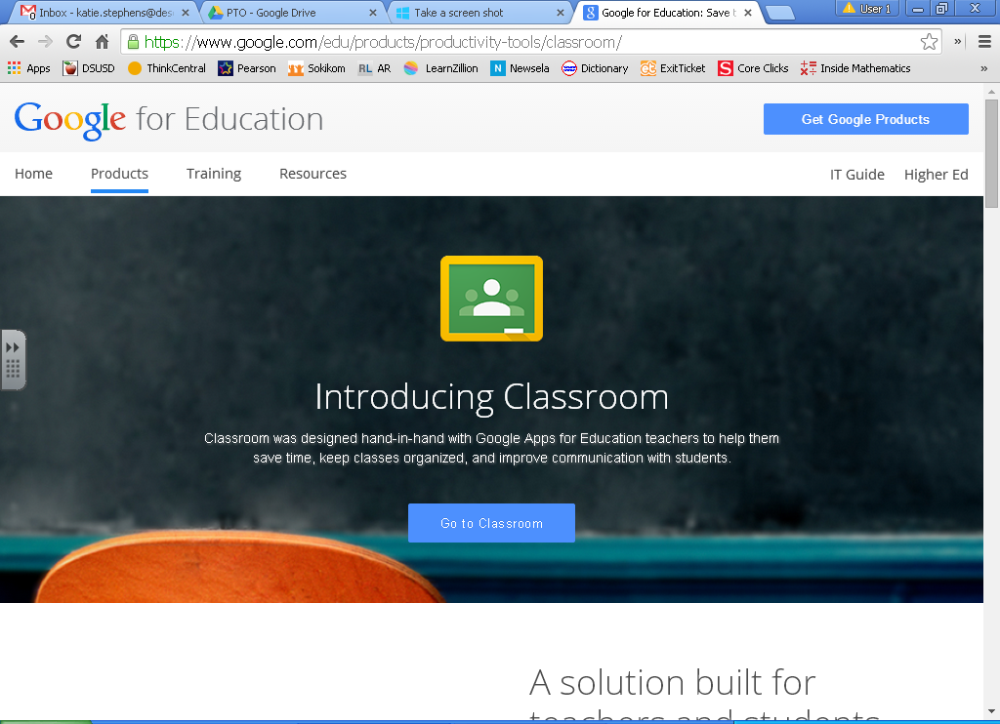 Inbox - katie.stephens@des
PTO - Google Drive
Take a screen shot
Google for Education: Save t
User 1
https://www.google.com/edu/products/productivity-tools/classroom/
Apps DSUSD ThinkCentral Pearson Sokikom RL AR LearnZillion N Newsela Dictionary ExitTicket S Core Clicks Inside Mathematics
Google for Education
Get Google Products
Home Products Training Resources IT Guide Higher Ed
Introducing Classroom
Classroom was designed hand-in-hand with Google Apps for Education teachers to help them
save time, keep classes organized, and improve communication with students.
Go to Classroom
A solution built for
teachers and students